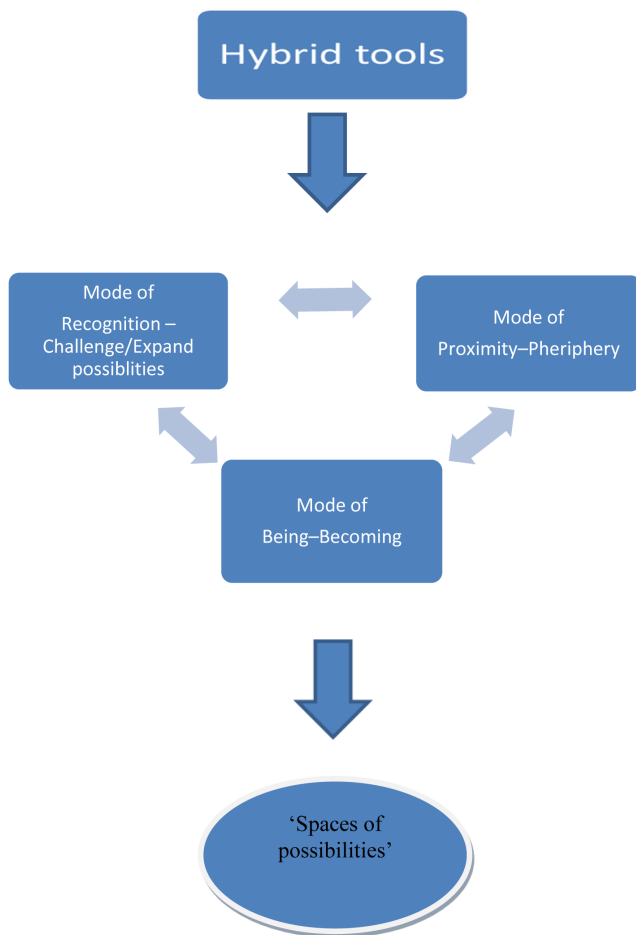 Hybrid tools
Mode of
Recognition –
Challenge/Expand
possiblities
Mode of
Proximity–Pheriphery
Mode of
Being–Becoming
‘Spaces of
possibilities’